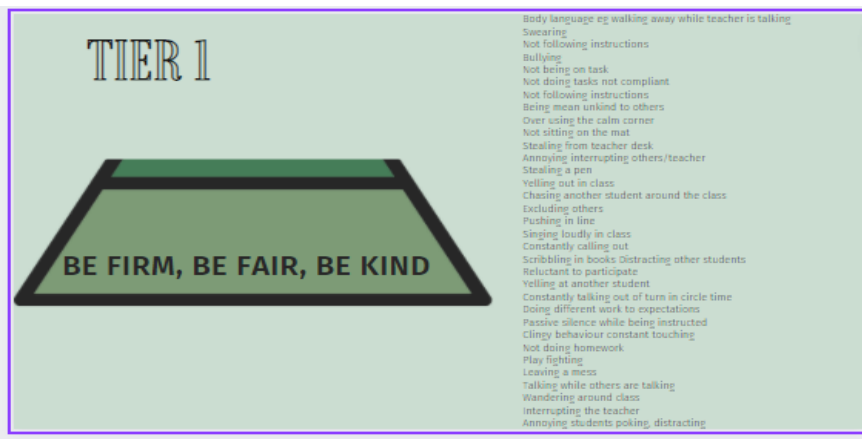 TIER 1
BE FIRM, BE FAIR, BE KIND
Body language eg walking away while teacher is talking
Swearing
Not following instructions
Bullying
Not being on task
Not doing tasks not compliant
Not following instructions
Being mean unkind to others
Over using the calm corner
Not sitting on the mat
Stealing from teacher desk
Annoying interrupting others/teacher
Stealing a pen
Yelling out in class
Chasing another student around the class
Excluding others
Pushing in line
Singing loudly in class
Constantly calling out
Scribbling in books Distracting other students
Reluctant to participate
Yelling at another student
Constantly talking out of turn in circle time
Doing different work to expectations
Passive silence while being instructed
Clingy behaviour constant touching
Not doing homework
Play fighting
Leaving a mess
Talking while others are talking
Wandering around class
Interrupting the teacher
Annoying students poking, distracting